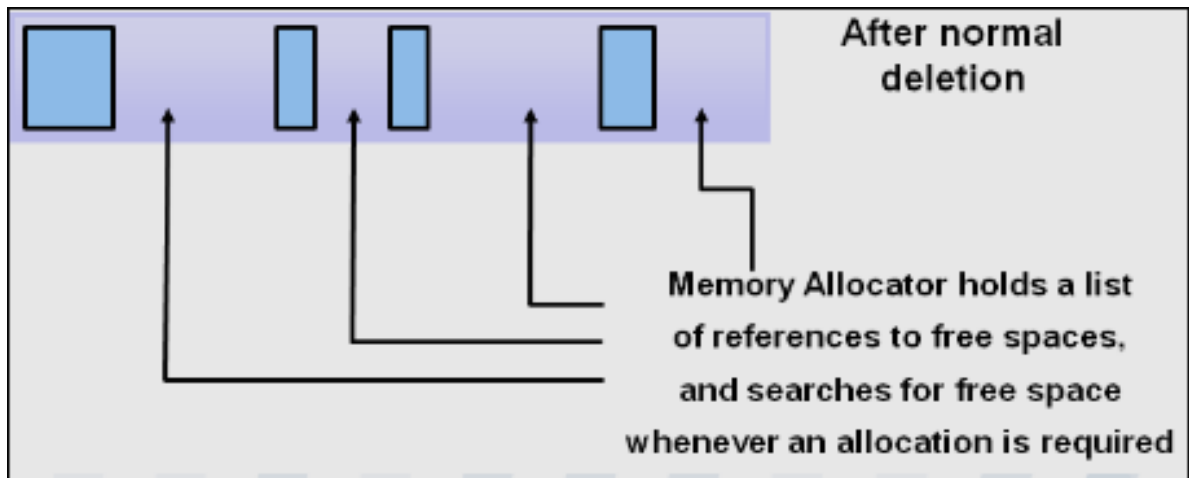 After normal
deletion
Memory Allocator holds a list
of references to free spaces,
and searches for free space
whenever an allocation is required